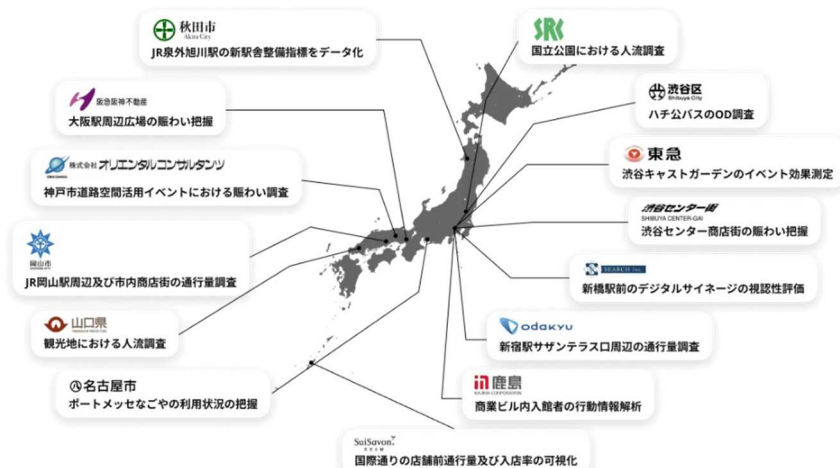 秋田市
Akita City
JR泉外旭川駅の新駅舎整備指標をデータ化
SRC
国立公園における人流調査
阪急阪神不動産
大阪駅周辺広場の賑わい把握
渋谷区
Shibuya City
ハチ公バスのOD調査
株式会社オリエンタルコンサルタンツ
神戸市道路空間活用イベントにおける賑わい調査
東急
渋谷キャストガーデンのイベント効果測定
渋谷センター街
SHIBUYA CENTER-GAI
渋谷センター商店街の賑わい把握
岡山市
JR岡山駅周辺及び市内商店街の通行量調査
SEARCH Inc.
新橋駅前のデジタルサイネージの視認性評価
山口県
観光地における人流調査
odakyu
新宿駅サザンテラス口周辺の通行量調査
名古屋市
ポートメッセなごやの利用状況の把握
鹿島
KAJIMA CORPORATION
商業ビル内入館者の行動情報解析
SuiSavon
国際通りの店舗前通行量及び入店率の可視化